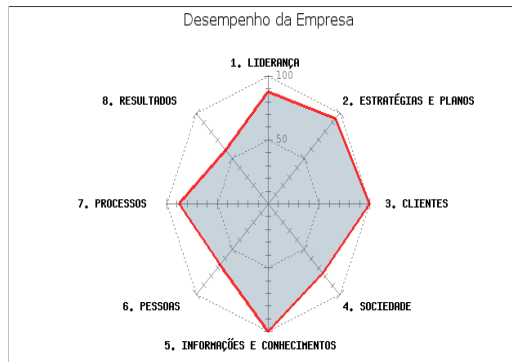 Desempenho da Empresa
1. LIDERANÇA
100
8. RESULTADOS
2. ESTRATÉGIAS E PLANOS
50
7. PROCESSOS
3. CLIENTES
6. PESSOAS
4. SOCIEDADE
5. INFORMAÇÕES E CONHECIMENTOS